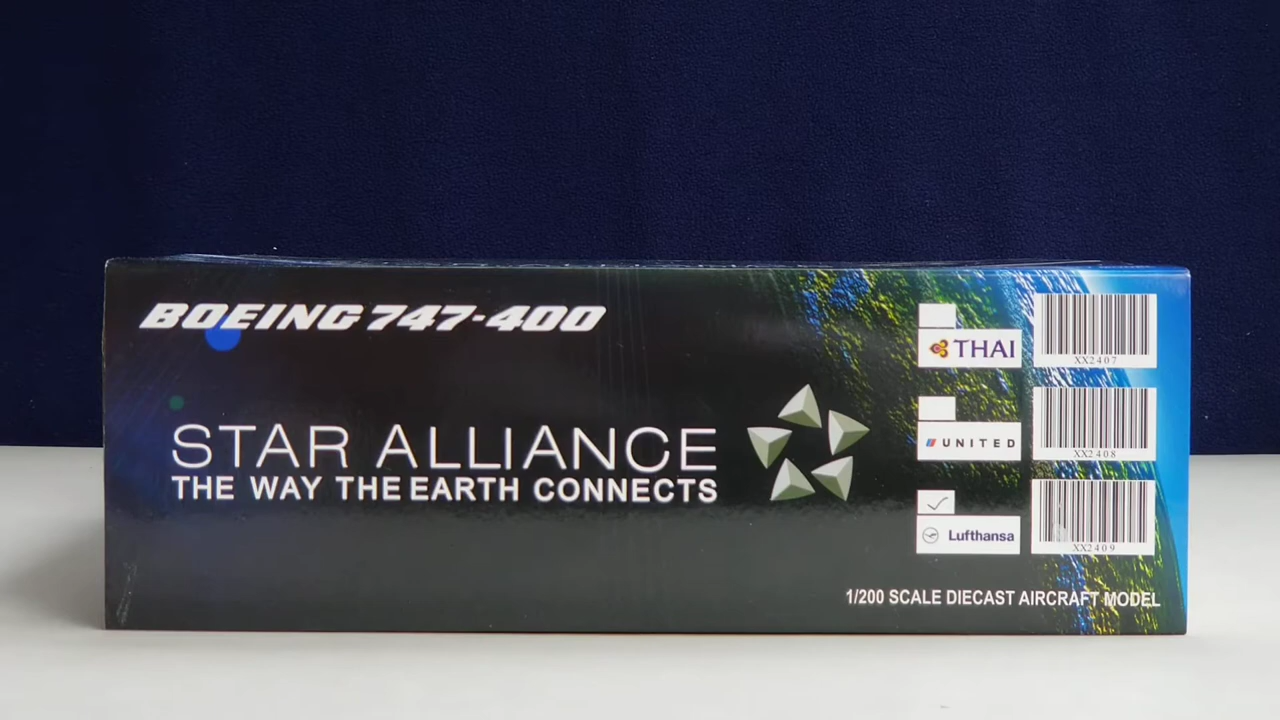 BOEING 747-400
STAR ALLIANCE
THE WAY THE EARTH CONNECTS
THAI
XX2407
UNITED
XX2408
Lufthansa
XX2409
1/200 SCALE DIECAST AIRCRAFT MODEL